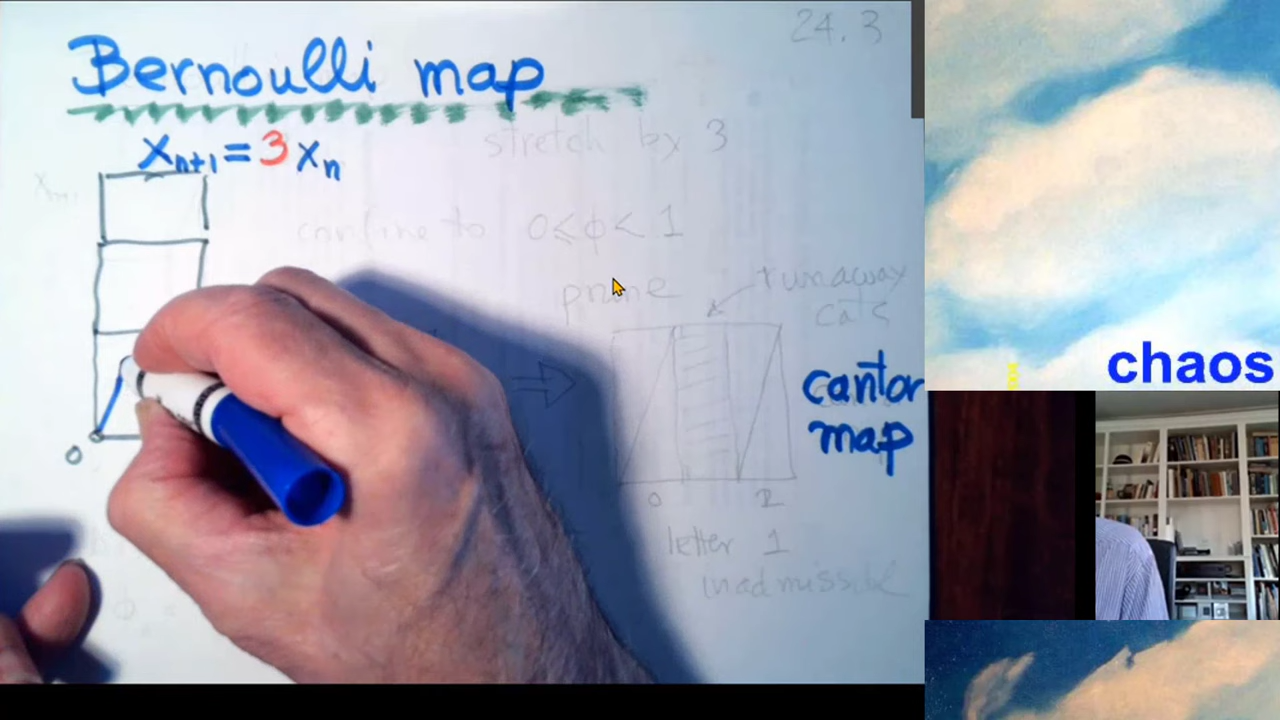 24.3
Bernoulli map
stretch by 3
xn+1 = 3 xn
confine to 0 ≤ ϕ < 1
prune
runaway
cats
cantor
map
0
0 2
letter 1
inadmissible
ϕ =
chaos